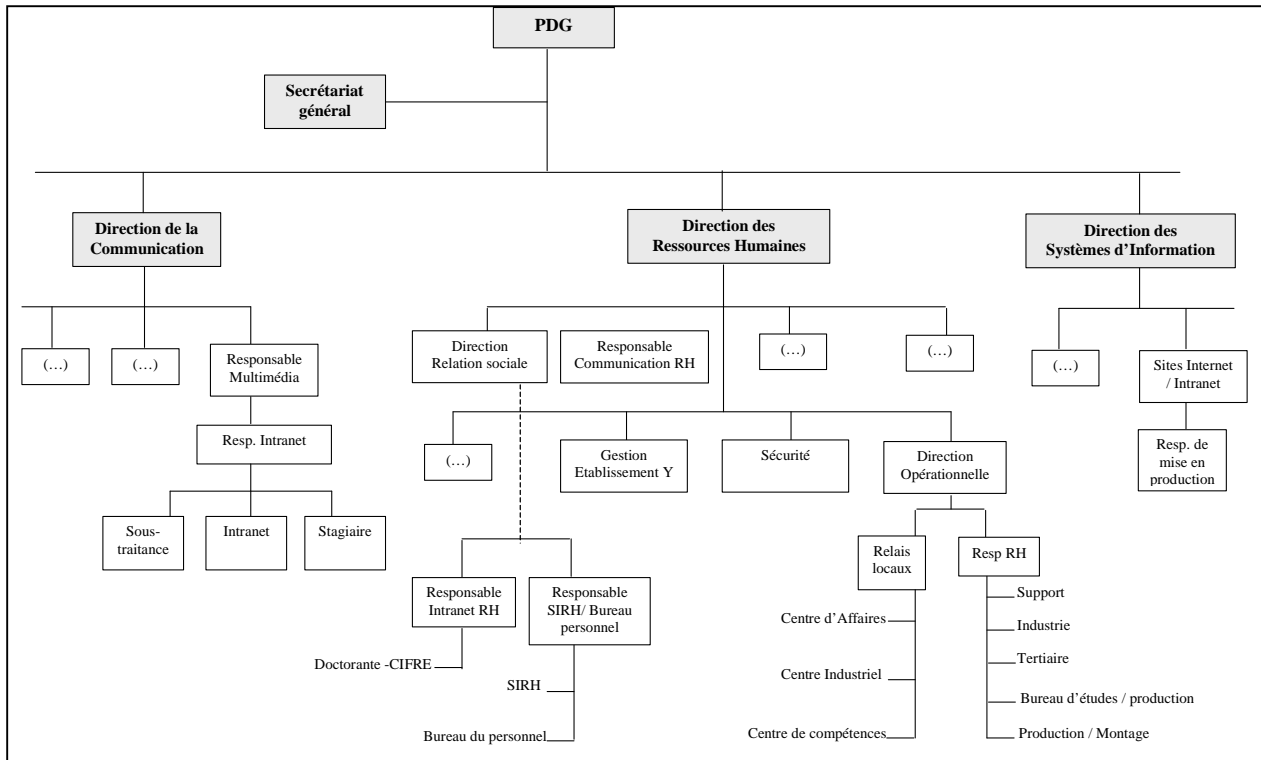 PDG
Secrétariat
général
Direction de la
Communication
Direction des
Ressources Humaines
Direction des
Systèmes d'Information
(…)
(…)
Responsable
Multimédia
Direction
Relation sociale
Responsable
Communication RH
(…)
(…)
(…)
Sites Internet
/ Intranet
Resp. Intranet
(…)
Gestion
Etablissement Y
Sécurité
Direction
Opérationnelle
Resp. de
mise en
production
Sous-
traitance
Intranet
Stagiaire
Relais
locaux
Resp RH
Responsable
Intranet RH
Responsable
SIRH/ Bureau
personnel
Support
Centre d'Affaires
Industrie
Doctorante -CIFRE
Tertiaire
Centre Industriel
SIRH
Bureau d'études / production
Bureau du personnel
Centre de compétences
Production / Montage